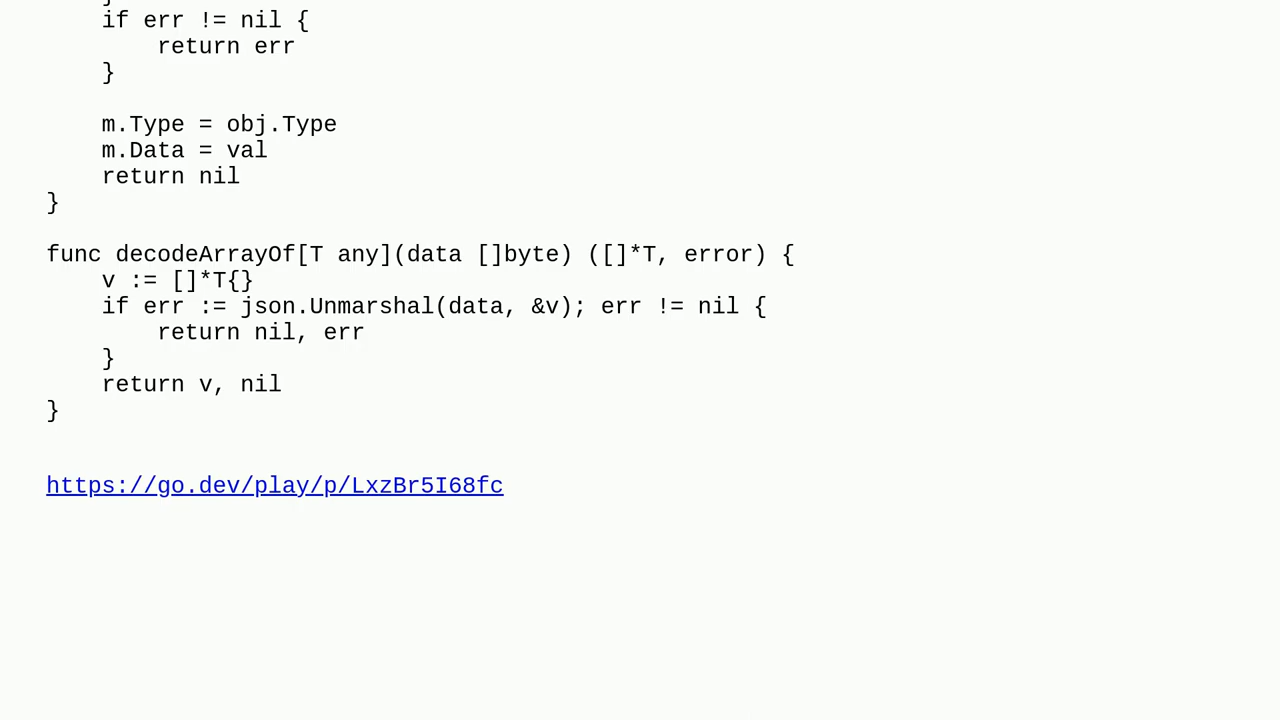 }
    if err != nil {
        return err
    }

    m.Type = obj.Type
    m.Data = val
    return nil
}

func decodeArrayOf[T any](data []byte) ([]*T, error) {
    v := []*T{}
    if err := json.Unmarshal(data, &v); err != nil {
        return nil, err
    }
    return v, nil
}

https://go.dev/play/p/LxzBr5I68fc